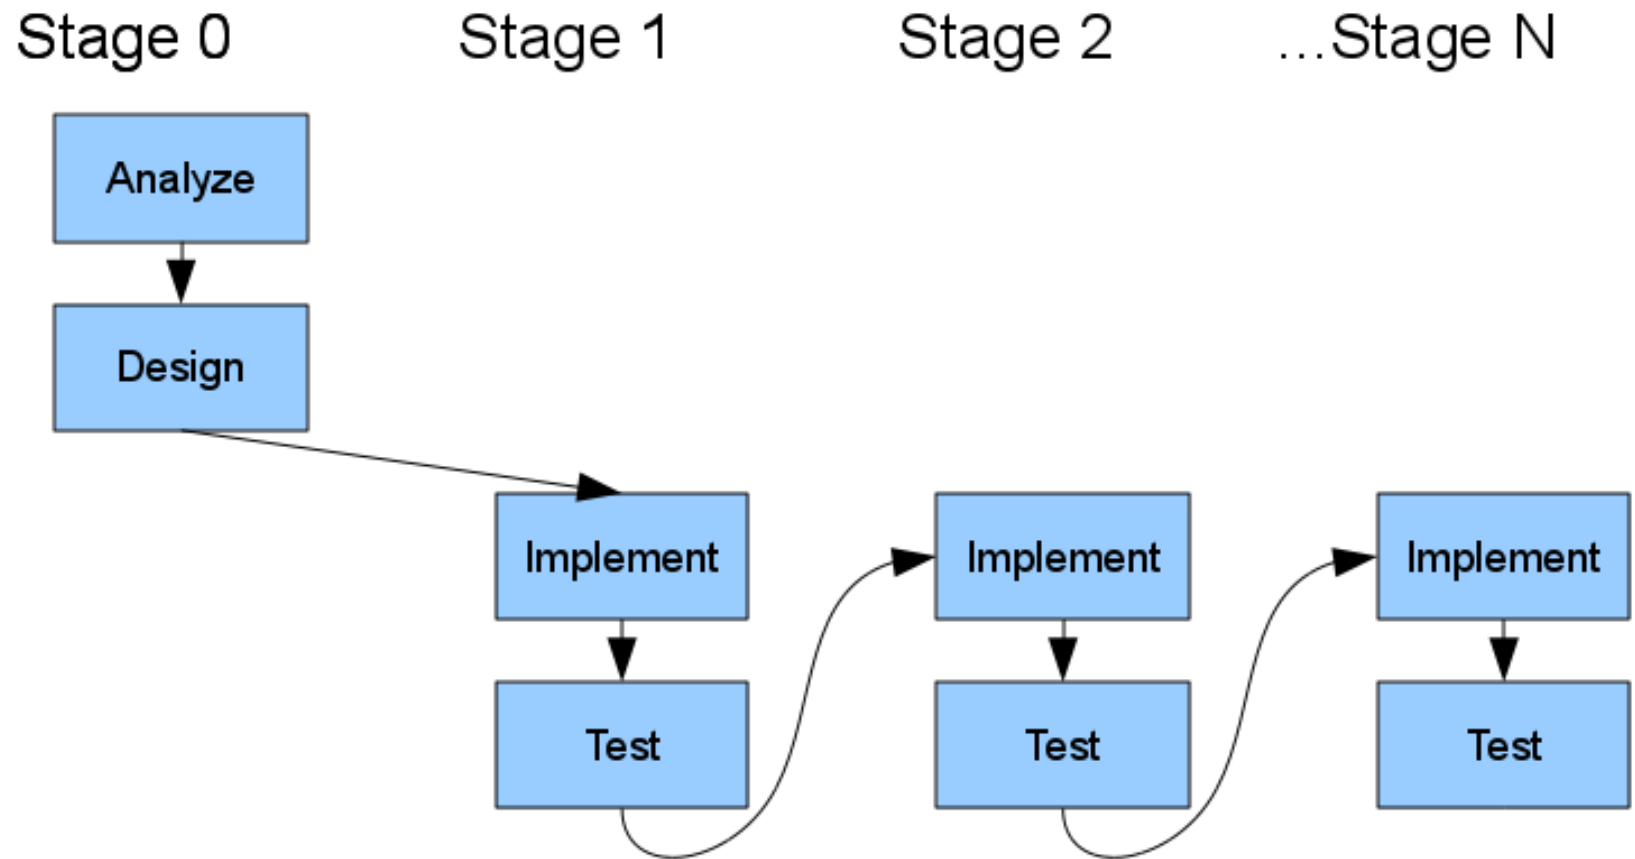 Stage 0
Stage 1
Stage 2
...Stage N
Analyze
Design
Implement
Implement
Implement
Test
Test
Test